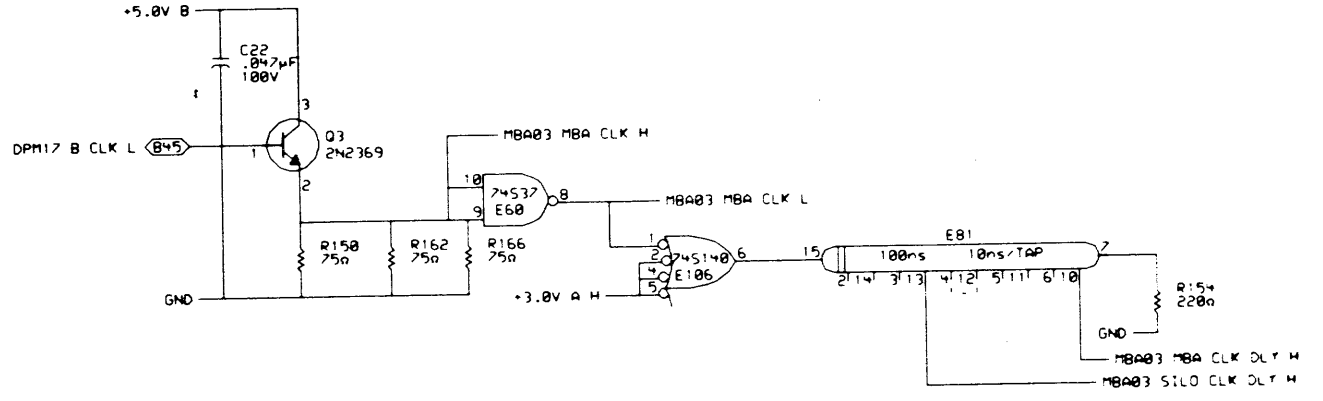 +5.0V B
C22
.047µF
100V
3
DPM17 B CLK L
B45
1
Q3
2N2369
2
MBA03 MBA CLK H
10
74S37
E60
9
8
MBA03 MBA CLK L
R150
75Ω
R162
75Ω
R166
75Ω
GND
1
2
4
5
74S140
E106
6
+3.0V A H
15
E81
100ns 10ns/TAP
7
2 14 3 13 4 12 5 11 6 10
R154
220Ω
GND
MBA03 MBA CLK DLY H
MBA03 SILO CLK DLY H